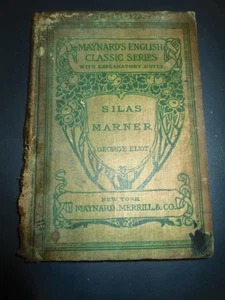 MAYNARD'S ENGLISH
CLASSIC SERIES
WITH EXPLANATORY NOTES
SILAS
MARNER
GEORGE ELIOT
NEW YORK
MAYNARD, MERRILL & CO.